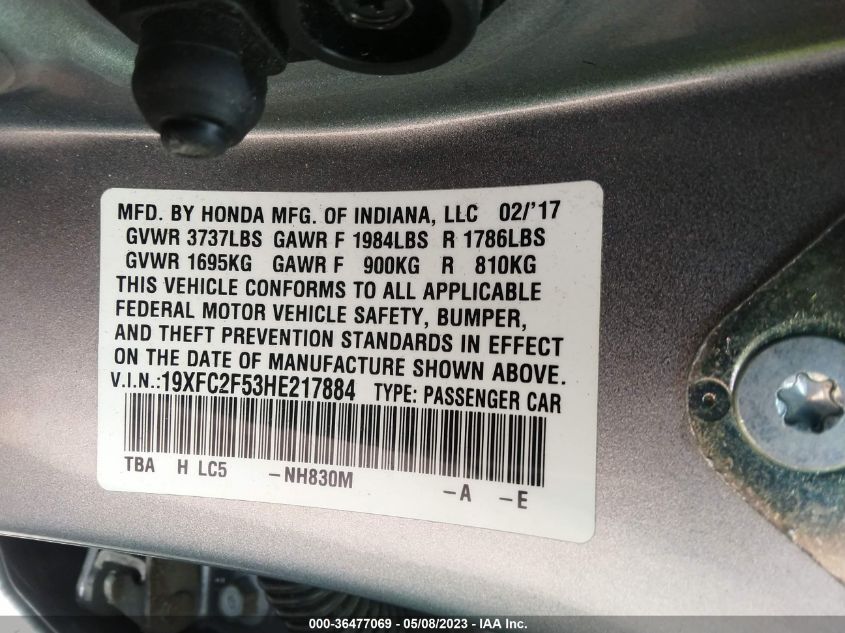 MFD. BY HONDA MFG. OF INDIANA, LLC 02/'17
GVWR 3737LBS GAWR F 1984LBS R 1786LBS
GVWR 1695KG GAWR F 900KG R 810KG
THIS VEHICLE CONFORMS TO ALL APPLICABLE
FEDERAL MOTOR VEHICLE SAFETY, BUMPER,
AND THEFT PREVENTION STANDARDS IN EFFECT
ON THE DATE OF MANUFACTURE SHOWN ABOVE.
V.I.N.:19XFC2F53HE217884 TYPE: PASSENGER CAR
TBA H LC5 -NH830M -A -E
000-36477069 / 05/08/2023 - IAA Inc.